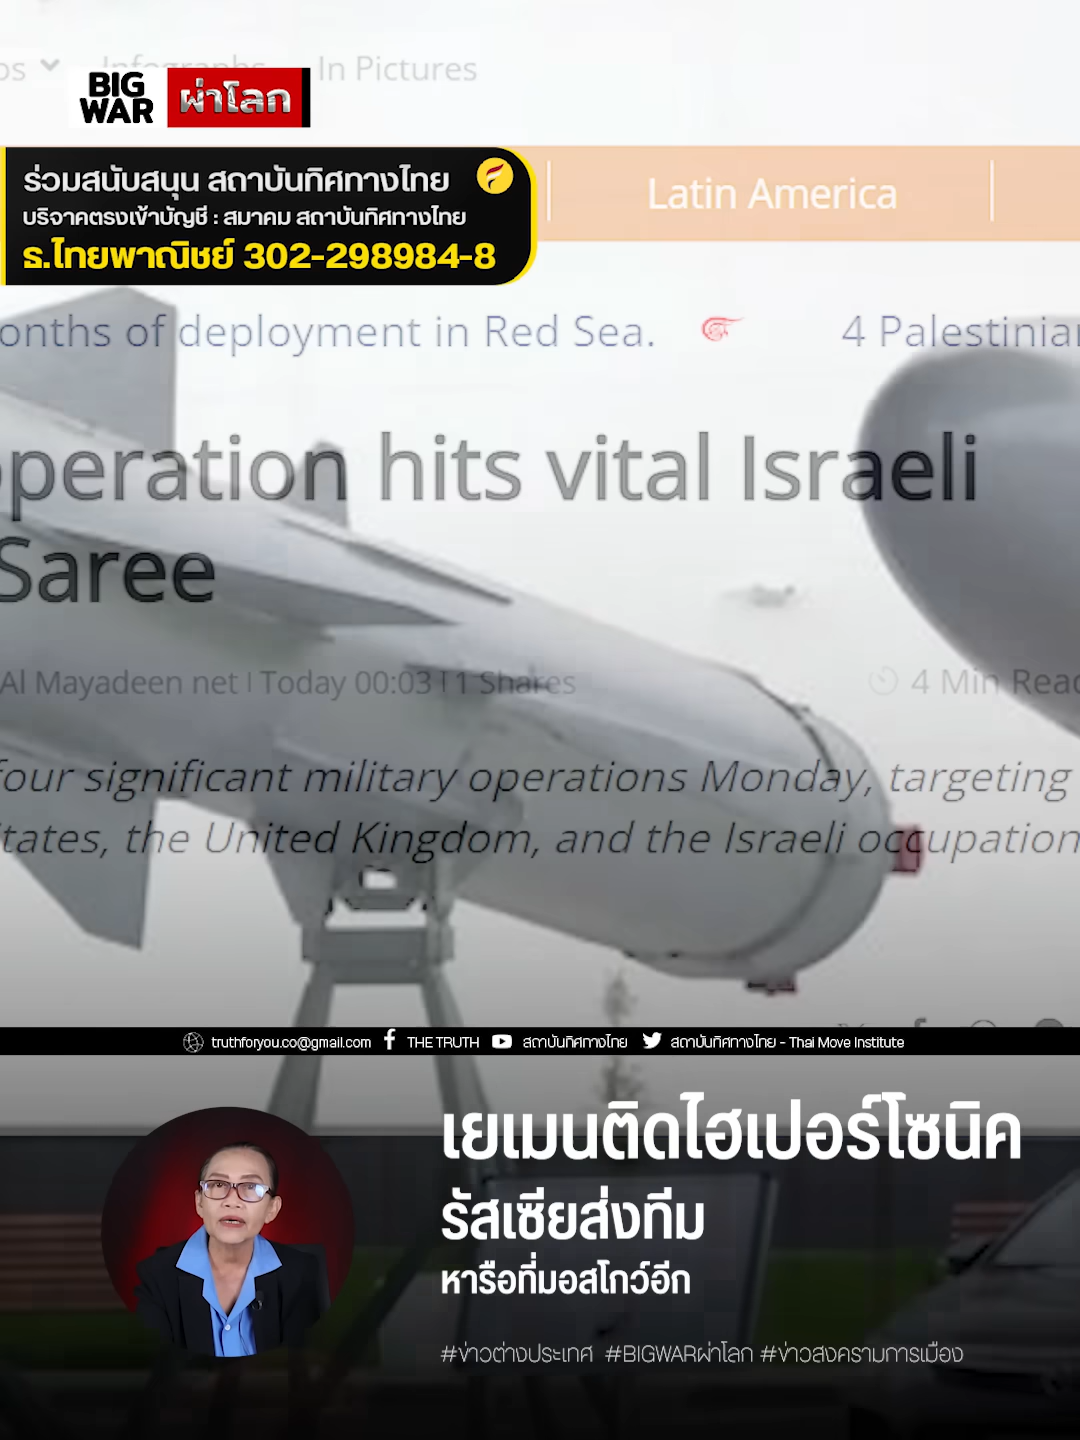 Infographs In Pictures
BIG
WAR
ผ่าโลก
ร่วมสนับสนุน สถาบันทิศทางไทย
บริจาคตรงเข้าบัญชี : สมาคม สถาบันทิศทางไทย
ธ.ไทยพาณิชย์ 302-298984-8
Latin America
onths of deployment in Red Sea. 4 Palestinian
operation hits vital Israeli
Saree
Al Mayadeen net | Today 00:03 | 1 Shares 4 Min Read
four significant military operations Monday, targeting
tates, the United Kingdom, and the Israeli occupation
truthforyou.co@gmail.com THE TRUTH สถาบันทิศทางไทย สถาบันทิศทางไทย - Thai Move Institute
เยเมนติดไฮเปอร์โซนิค
รัสเซียส่งทีม
หารือที่มอสโกว์อีก
#ข่าวต่างประเทศ #BIGWARผ่าโลก #ข่าวสงครามการเมือง